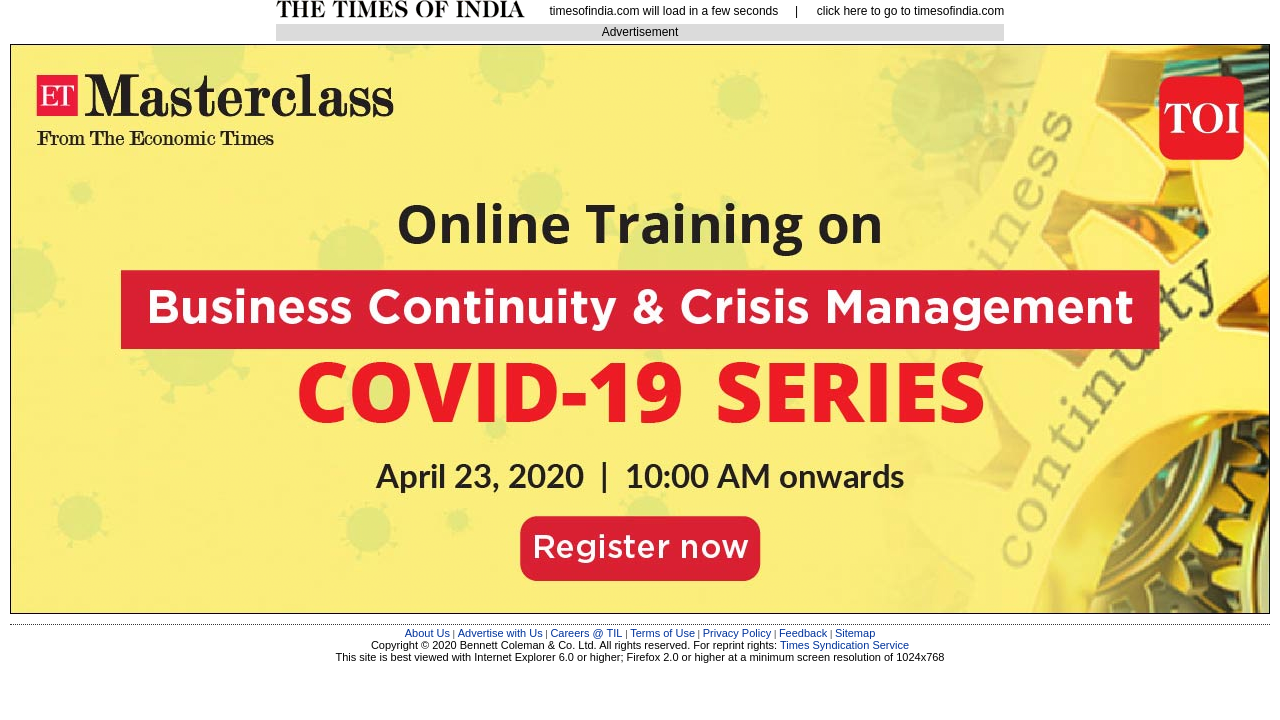 THE TIMES OF INDIA timesofindia.com will load in a few seconds | click here to go to timesofindia.com
Advertisement
ET Masterclass
From The Economic Times
TOI
Online Training on
Business Continuity & Crisis Management
COVID-19 SERIES
April 23, 2020 | 10:00 AM onwards
Register now
iness
continuity
About Us | Advertise with Us | Careers @ TIL | Terms of Use | Privacy Policy | Feedback | Sitemap
Copyright © 2020 Bennett Coleman & Co. Ltd. All rights reserved. For reprint rights: Times Syndication Service
This site is best viewed with Internet Explorer 6.0 or higher; Firefox 2.0 or higher at a minimum screen resolution of 1024x768